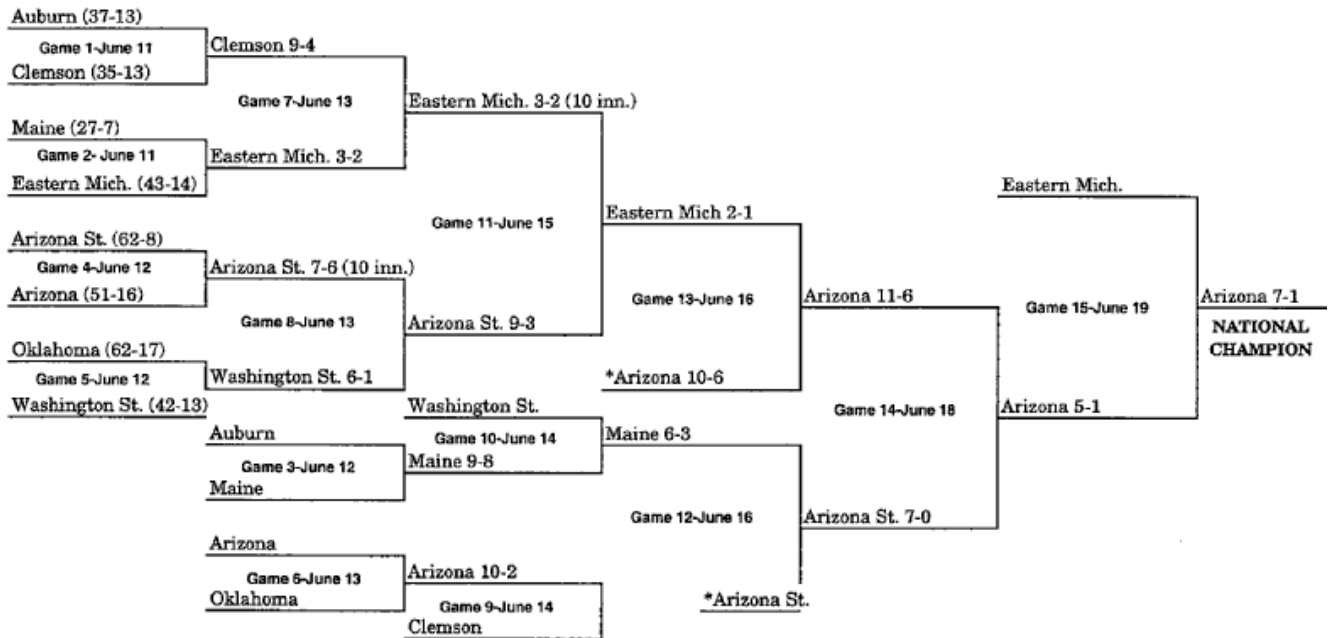 Auburn (37-13)
Game 1-June 11
Clemson 9-4
Clemson (35-13)
Game 7-June 13
Eastern Mich. 3-2 (10 inn.)
Maine (27-7)
Game 2- June 11
Eastern Mich. 3-2
Eastern Mich. (43-14)
Eastern Mich.
Game 11-June 15
Eastern Mich 2-1
Arizona St. (62-8)
Game 4-June 12
Arizona St. 7-6 (10 inn.)
Arizona (51-16)
Game 13-June 16
Arizona 11-6
Game 15-June 19
Arizona 7-1
NATIONAL
CHAMPION
Game 8-June 13
Arizona St. 9-3
Oklahoma (62-17)
Game 5-June 12
Washington St. 6-1
*Arizona 10-6
Washington St. (42-13)
Washington St.
Game 14-June 18
Arizona 5-1
Auburn
Game 10-June 14
Maine 6-3
Game 3-June 12
Maine 9-8
Maine
Game 12-June 16
Arizona St. 7-0
Arizona
Game 6-June 13
Arizona 10-2
Oklahoma
Game 9-June 14
*Arizona St.
Clemson